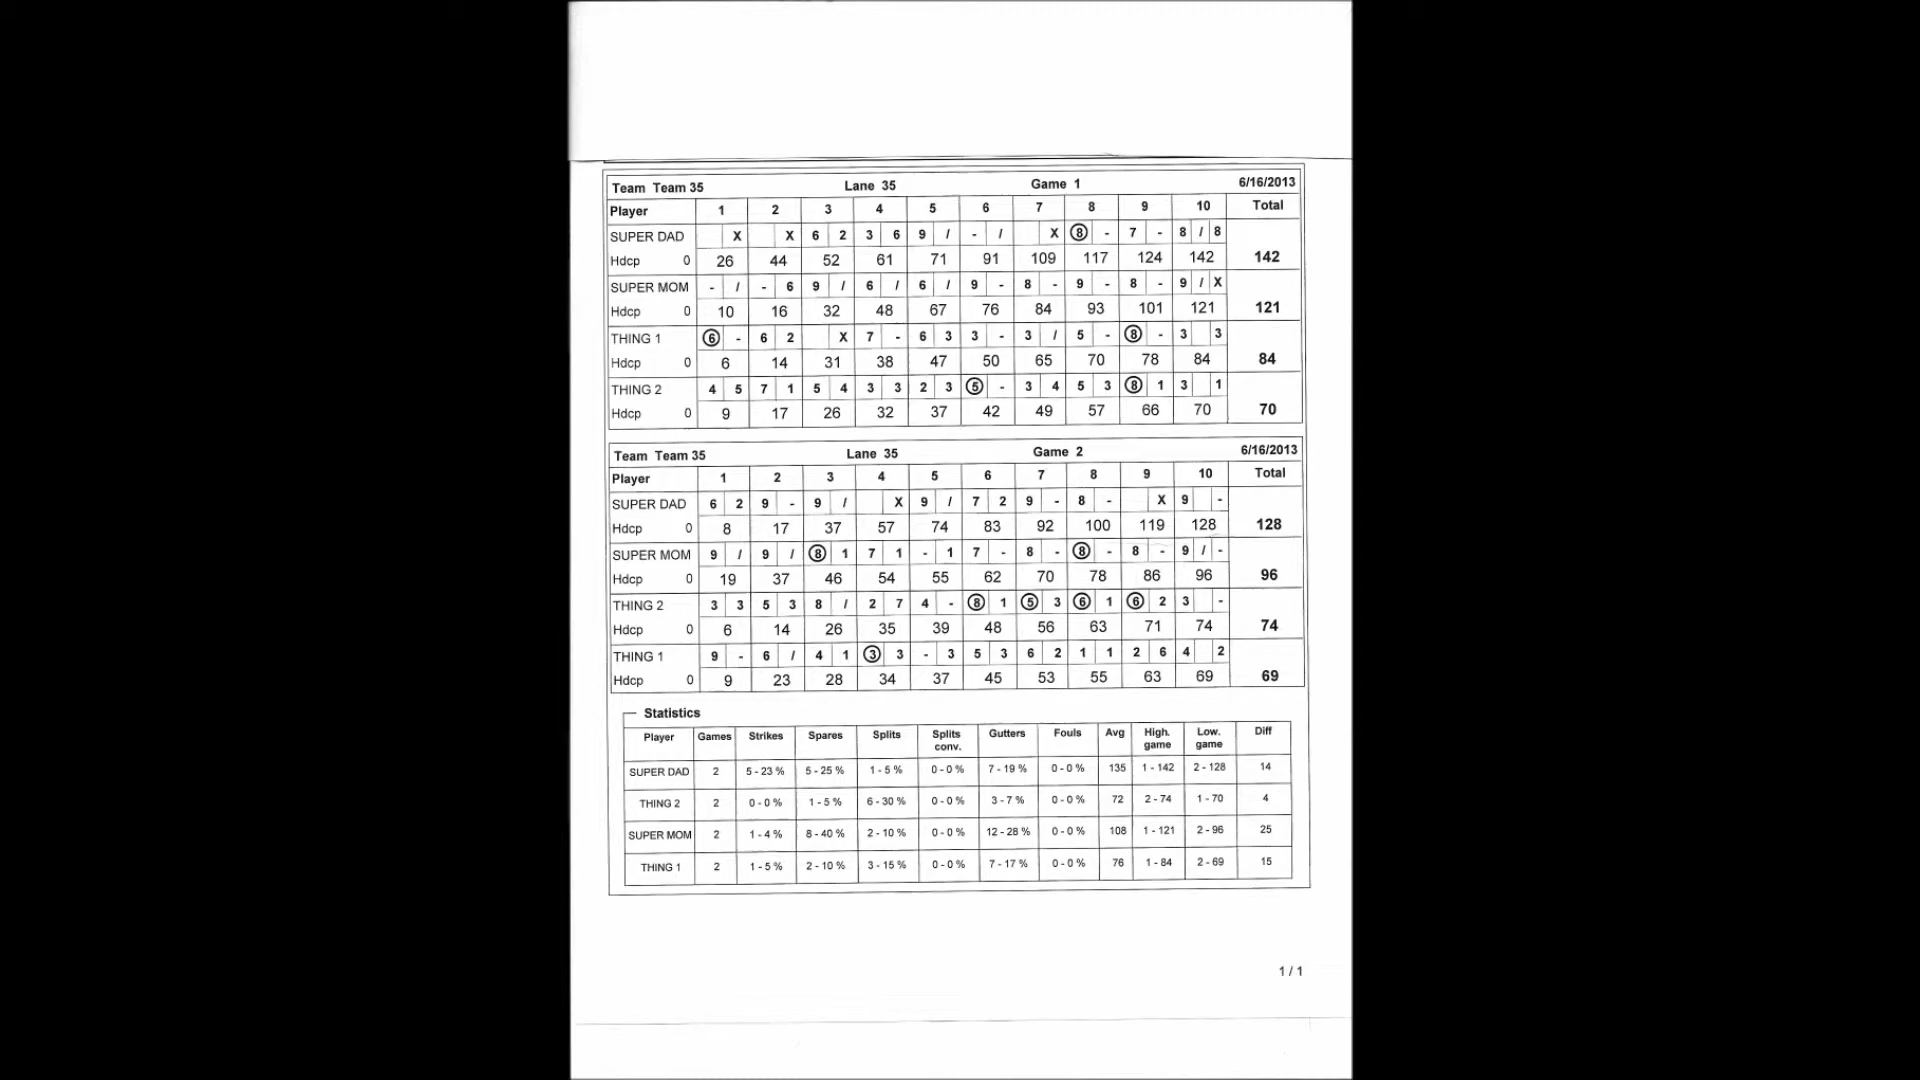 Team Team 35 Lane 35 Game 1 6/16/2013
Player 1 2 3 4 5 6 7 8 9 10 Total
SUPER DAD X X 6 2 3 6 9 / - / X 8 - 7 - 8 / 8
Hdcp 0 26 44 52 61 71 91 109 117 124 142 142
SUPER MOM - / - 6 9 / 6 / 6 / 9 - 8 - 9 - 8 - 9 / X
Hdcp 0 10 16 32 48 67 76 84 93 101 121 121
THING 1 6 - 6 2 X 7 - 6 3 3 - 3 / 5 - 8 - 3 3
Hdcp 0 6 14 31 38 47 50 65 70 78 84 84
THING 2 4 5 7 1 5 4 3 3 2 3 5 - 3 4 5 3 8 1 3 1
Hdcp 0 9 17 26 32 37 42 49 57 66 70 70
Team Team 35 Lane 35 Game 2 6/16/2013
Player 1 2 3 4 5 6 7 8 9 10 Total
SUPER DAD 6 2 9 - 9 / X 9 / 7 2 9 - 8 - X 9 -
Hdcp 0 8 17 37 57 74 83 92 100 119 128 128
SUPER MOM 9 / 9 / 8 1 7 1 - 1 7 - 8 - 8 - 8 - 9 / -
Hdcp 0 19 37 46 54 55 62 70 78 86 96 96
THING 2 3 3 5 3 8 / 2 7 4 - 8 1 5 3 6 1 6 2 3 -
Hdcp 0 6 14 26 35 39 48 56 63 71 74 74
THING 1 9 - 6 / 4 1 3 3 - 3 5 3 6 2 1 1 2 6 4 2
Hdcp 0 9 23 28 34 37 45 53 55 63 69 69
Statistics
Player Games Strikes Spares Splits Splits conv. Gutters Fouls Avg High. game Low. game Diff
SUPER DAD 2 5 - 23 % 5 - 25 % 1 - 5 % 0 - 0 % 7 - 19 % 0 - 0 % 135 1 - 142 2 - 128 14
THING 2 2 0 - 0 % 1 - 5 % 6 - 30 % 0 - 0 % 3 - 7 % 0 - 0 % 72 2 - 74 1 - 70 4
SUPER MOM 2 1 - 4 % 8 - 40 % 2 - 10 % 0 - 0 % 12 - 28 % 0 - 0 % 108 1 - 121 2 - 96 25
THING 1 2 1 - 5 % 2 - 10 % 3 - 15 % 0 - 0 % 7 - 17 % 0 - 0 % 76 1 - 84 2 - 69 15
1 / 1